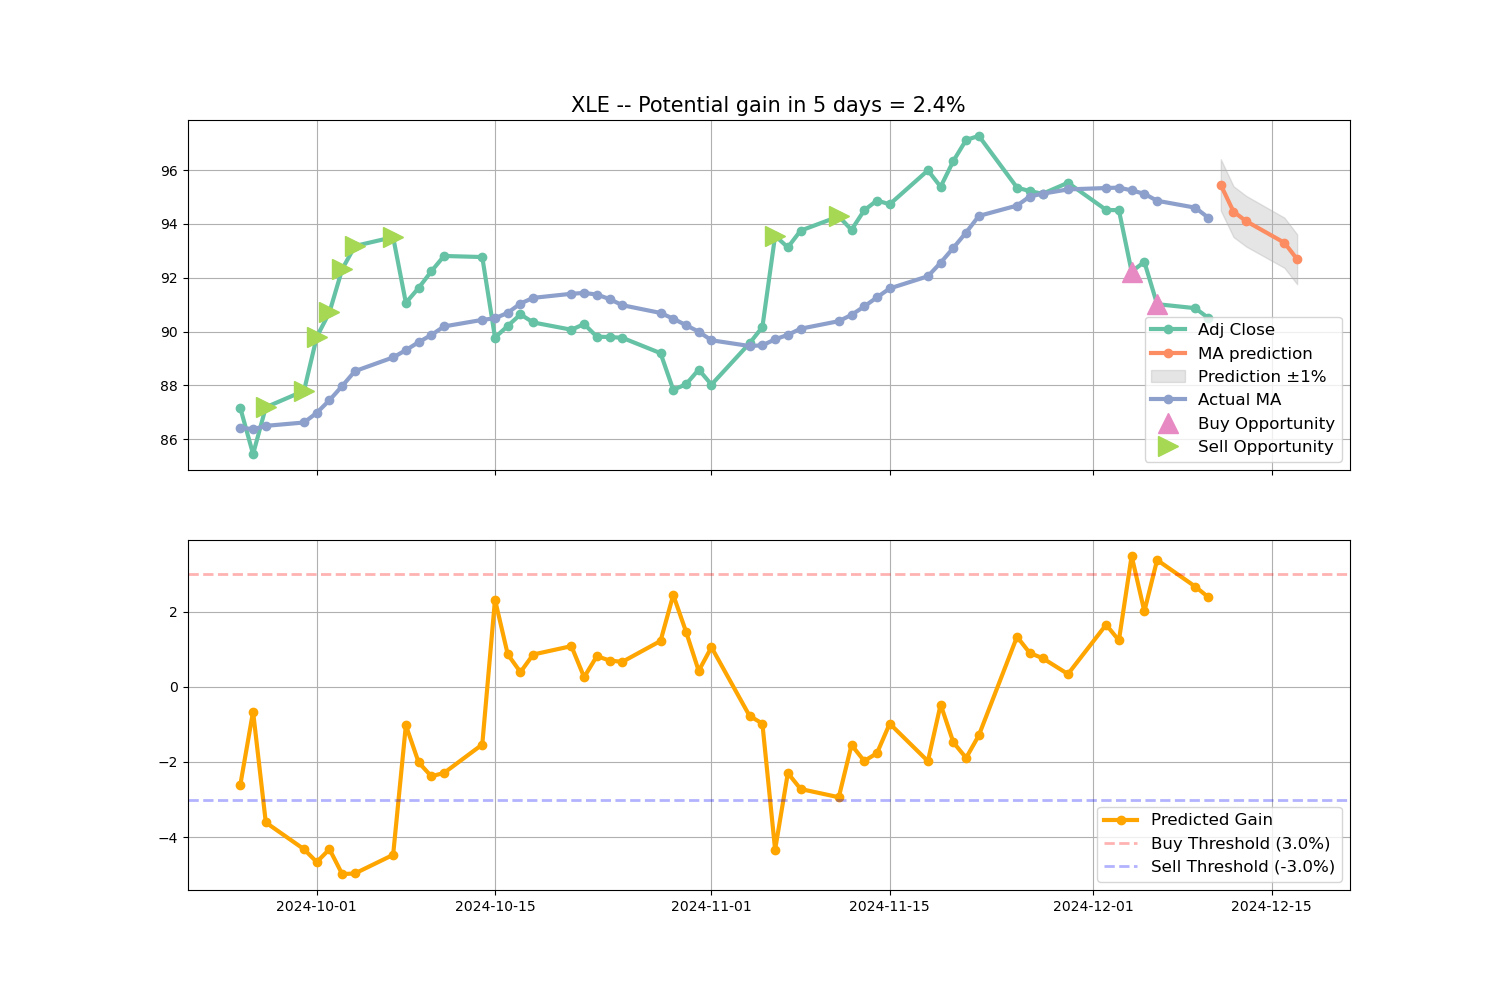 XLE -- Potential gain in 5 days = 2.4%
96
94
92
90
88
86
Adj Close
MA prediction
Prediction ±1%
Actual MA
Buy Opportunity
Sell Opportunity
2
0
−2
−4
Predicted Gain
Buy Threshold (3.0%)
Sell Threshold (-3.0%)
2024-10-01 2024-10-15 2024-11-01 2024-11-15 2024-12-01 2024-12-15